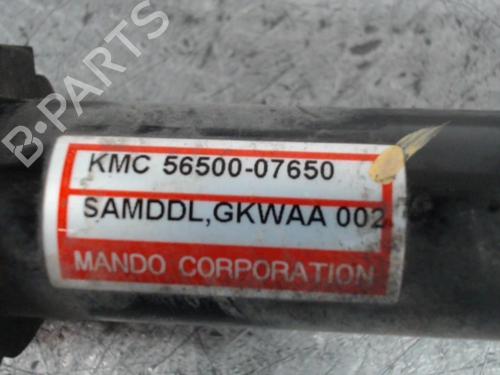 B-PARTS
KMC 56500-07650
SAMDDL,GKWAA 002
MANDO CORPORATION